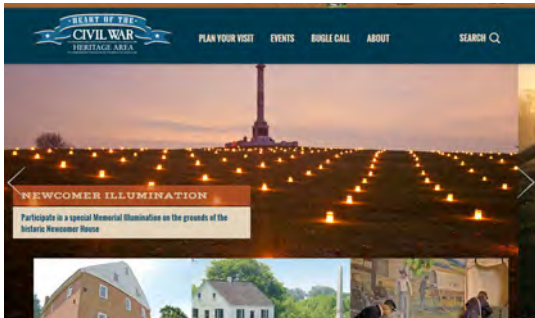 HEART OF THE
CIVIL WAR
HERITAGE AREA
PLAN YOUR VISIT EVENTS BUGLE CALL ABOUT SEARCH
NEWCOMER ILLUMINATION
Participate in a special Memorial Illumination on the grounds of the
historic Newcomer House